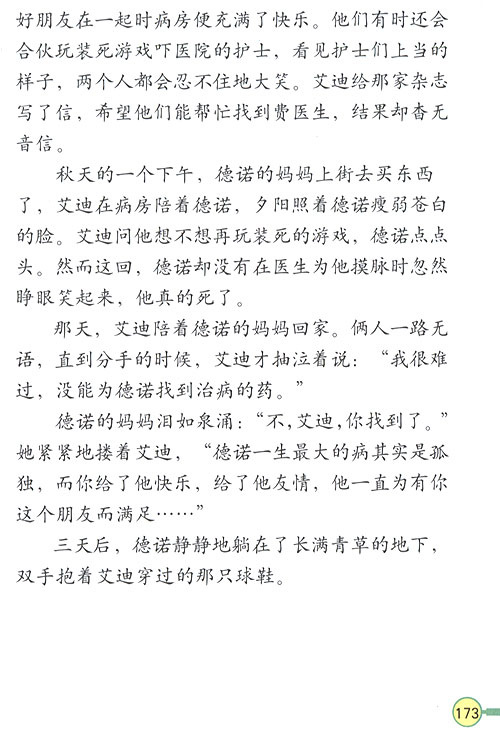 好朋友在一起时病房便充满了快乐。他们有时还会
合伙玩装死游戏吓医院的护士，看见护士们上当的
样子，两个人都会忍不住地大笑。艾迪给那家杂志
写了信，希望他们能帮忙找到费医生，结果却杳无
音信。
秋天的一个下午，德诺的妈妈上街去买东西
了，艾迪在病房陪着德诺，夕阳照着德诺瘦弱苍白
的脸。艾迪问他想不想再玩装死的游戏，德诺点点
头。然而这回，德诺却没有在医生为他摸脉时忽然
睁眼笑起来，他真的死了。
那天，艾迪陪着德诺的妈妈回家。俩人一路无
语，直到分手的时候，艾迪才抽泣着说：“我很难
过，没能为德诺找到治病的药。”
德诺的妈妈泪如泉涌：“不，艾迪，你找到了。”
她紧紧地搂着艾迪，“德诺一生最大的病其实是孤
独，而你给了他快乐，给了他友情，他一直为有你
这个朋友而满足……”
三天后，德诺静静地躺在了长满青草的地下，
双手抱着艾迪穿过的那只球鞋。
173